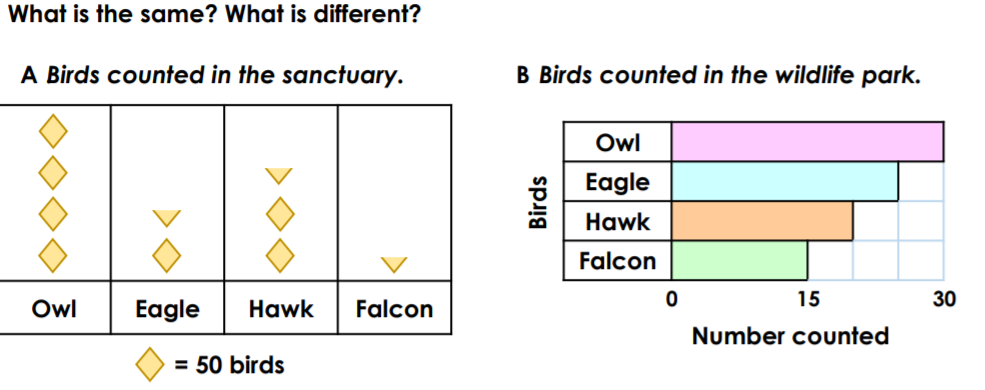 What is the same? What is different?
A Birds counted in the sanctuary.
Owl Eagle Hawk Falcon
= 50 birds
B Birds counted in the wildlife park.
Birds
Owl
Eagle
Hawk
Falcon
0 15 30
Number counted